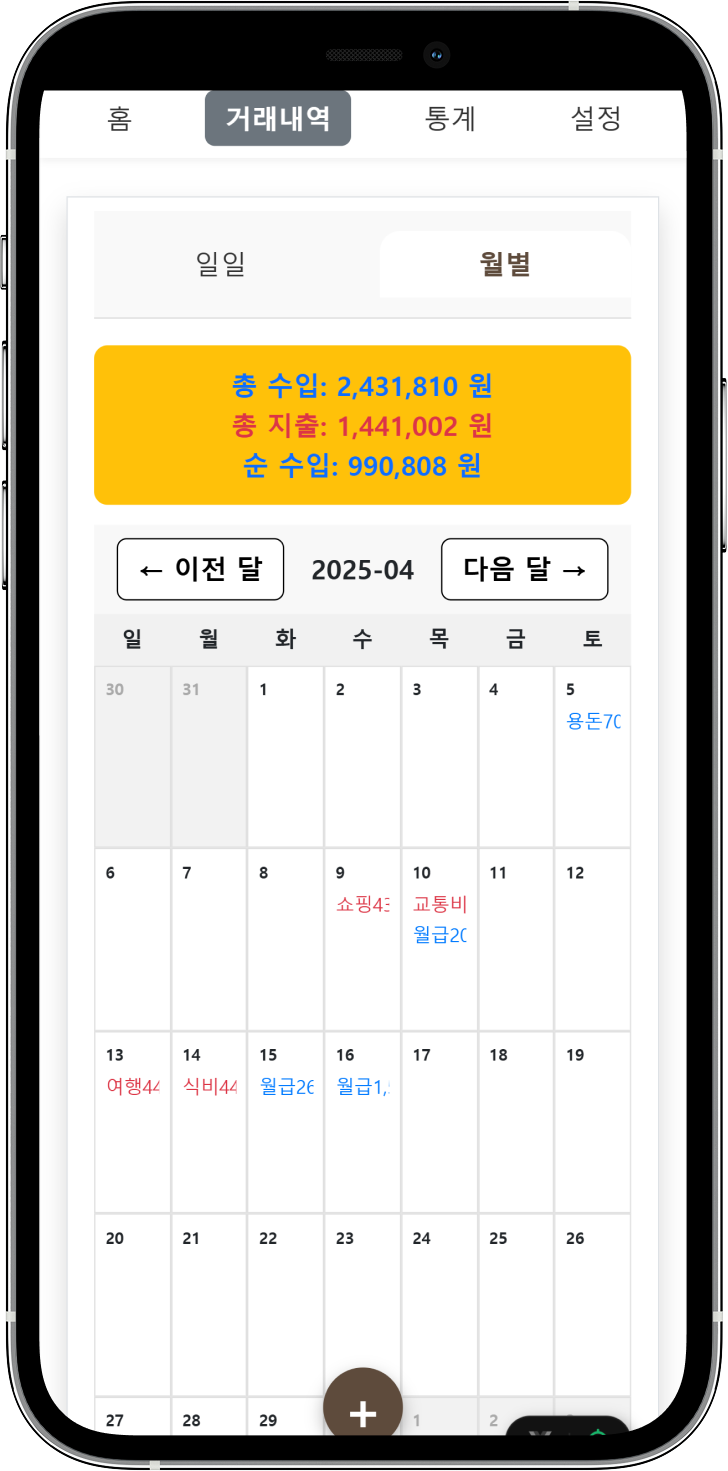 홈 거래내역 통계 설정
일일 월별
총 수입: 2,431,810 원
총 지출: 1,441,002 원
순 수입: 990,808 원
← 이전 달 2025-04 다음 달 →
일 월 화 수 목 금 토
30 31 1 2 3 4 5
용돈70
6 7 8 9 10 11 12
쇼핑43 교통비
월급20
13 14 15 16 17 18 19
여행44 식비44 월급26 월급1,
20 21 22 23 24 25 26
+
27 28 29 1 2